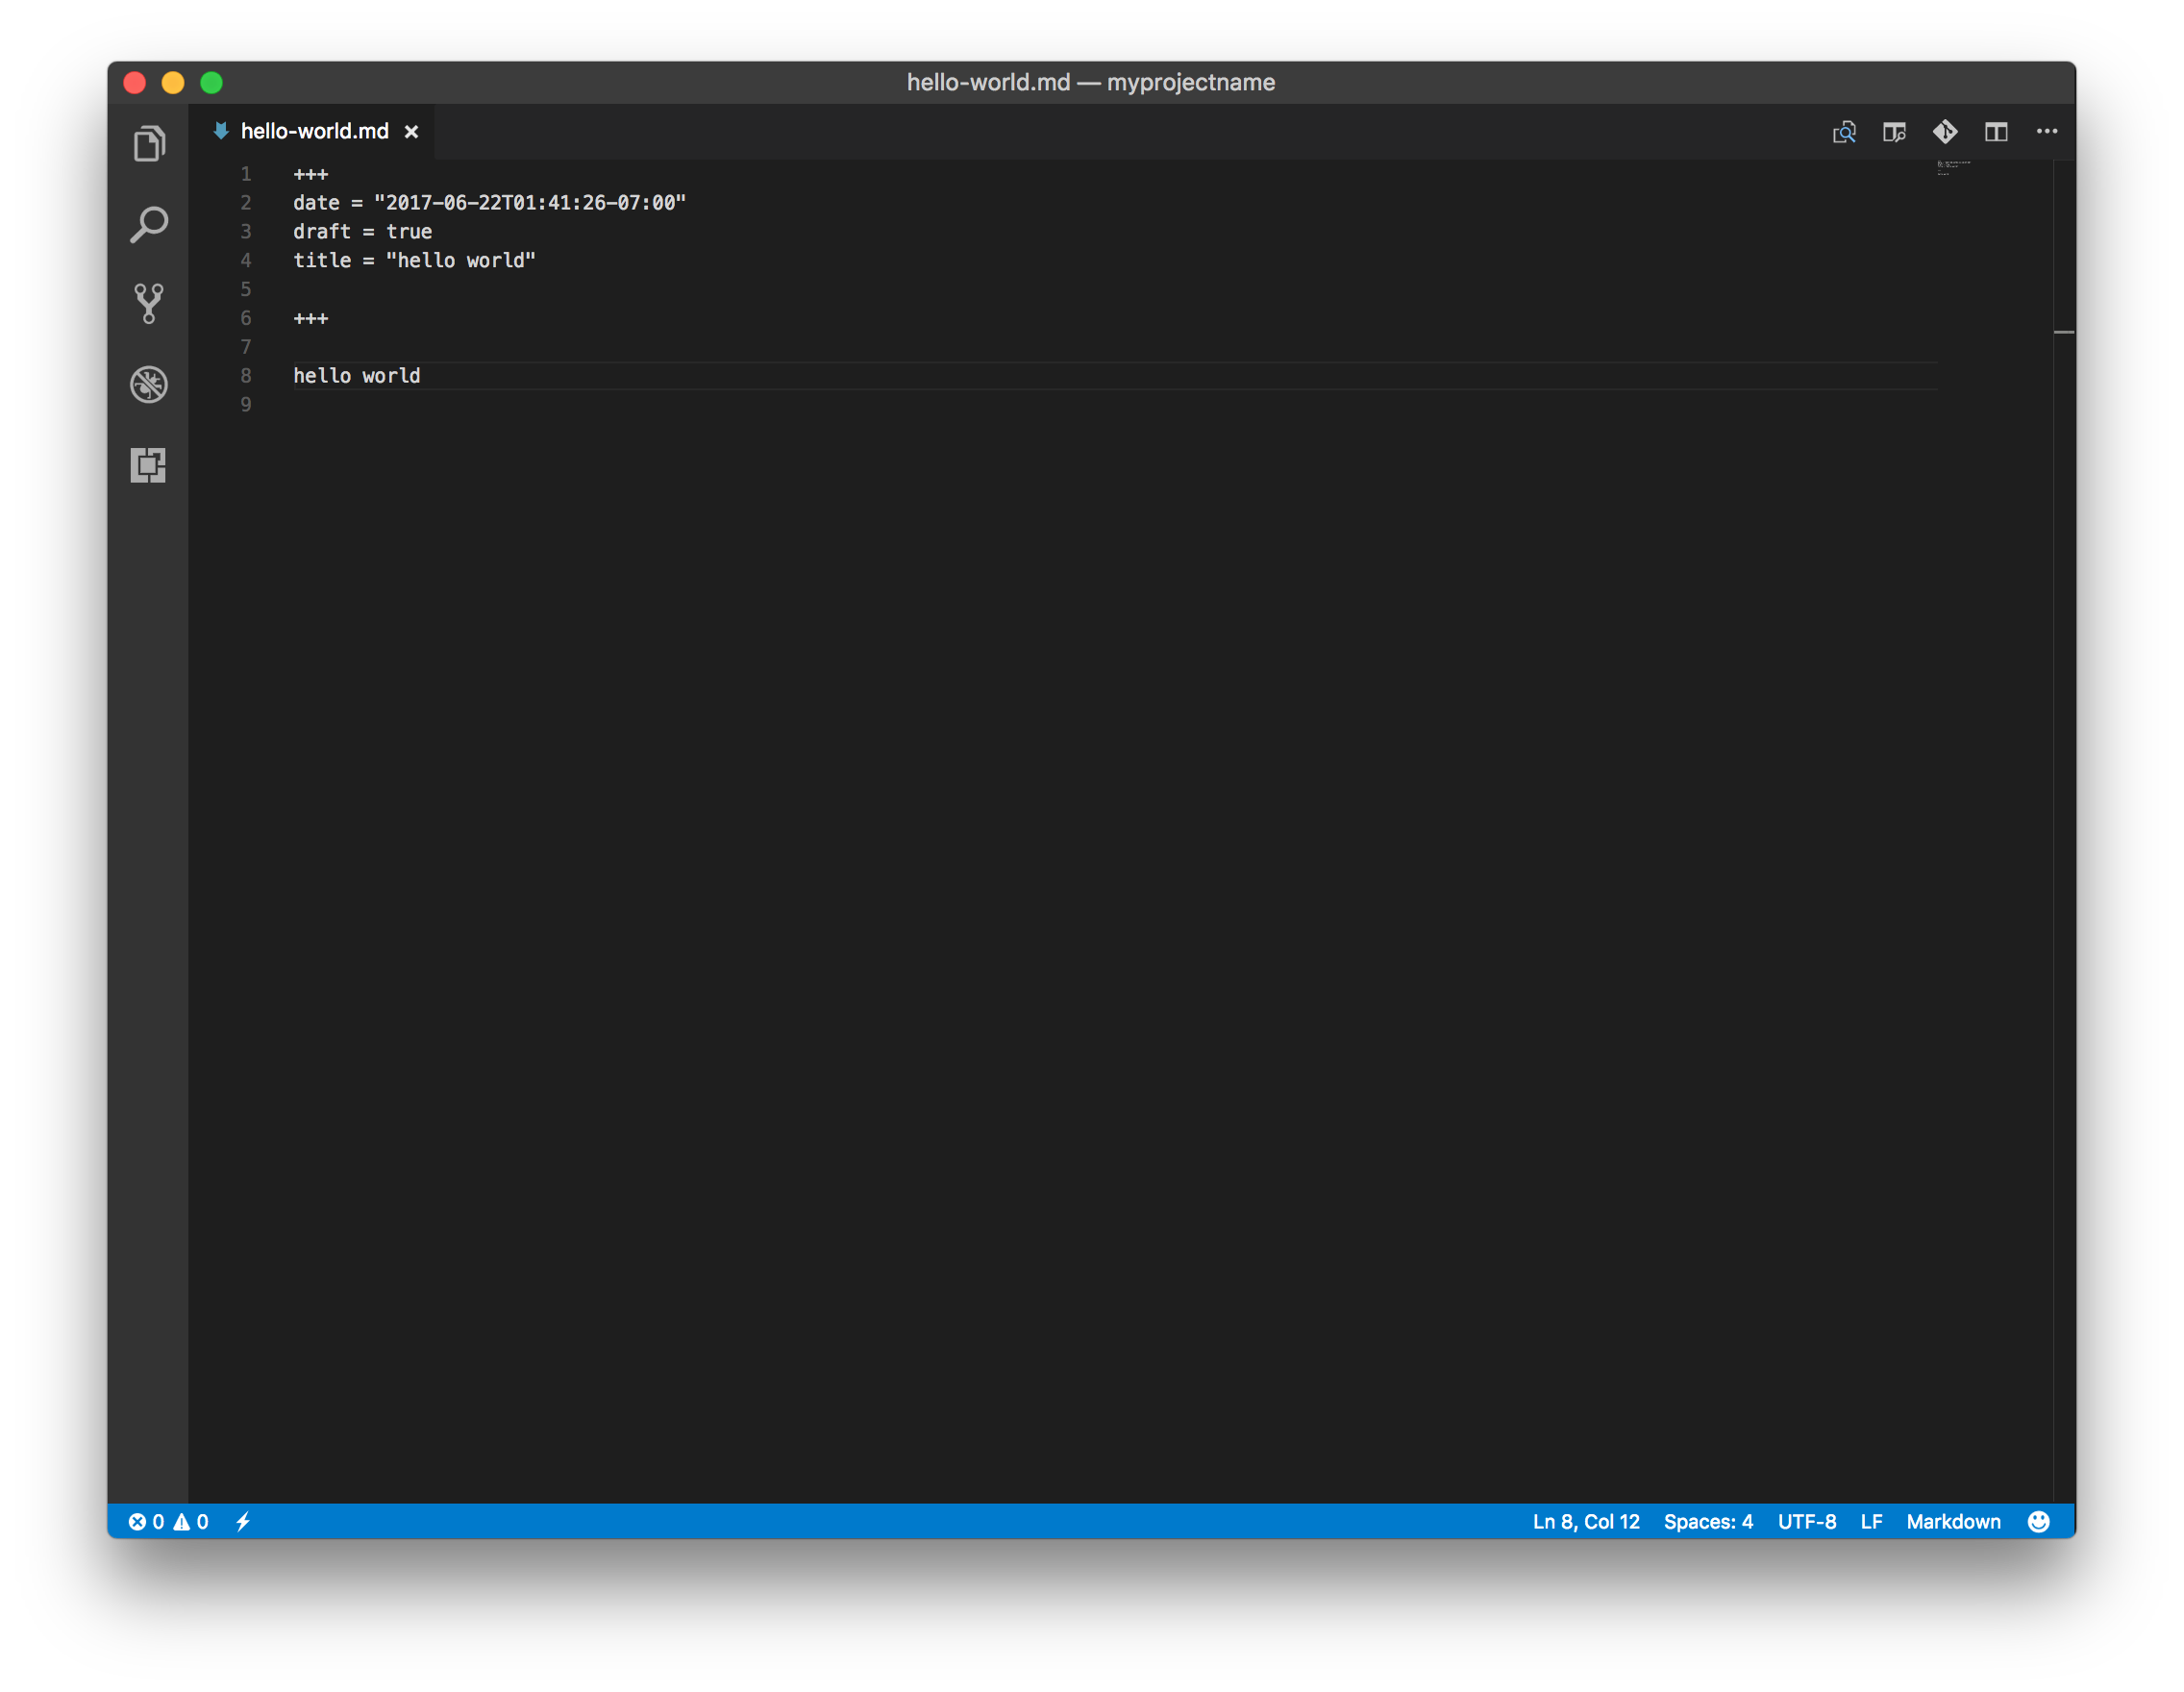 hello-world.md — myprojectname
hello-world.md
1 +++
2 date = "2017-06-22T01:41:26-07:00"
3 draft = true
4 title = "hello world"
5
6 +++
7
8 hello world
9
0 0 Ln 8, Col 12 Spaces: 4 UTF-8 LF Markdown